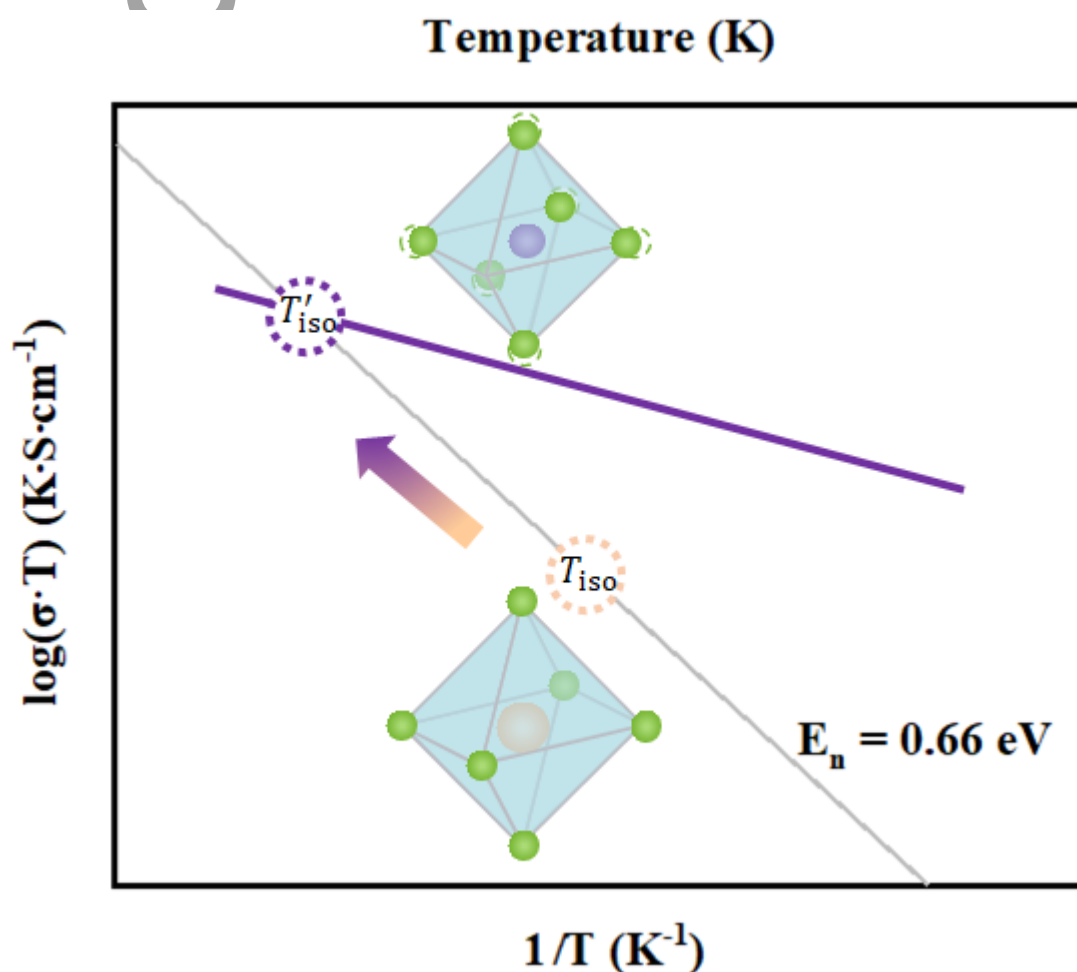 Temperature (K)
T′iso
log(σ·T) (K·S·cm⁻¹)
Tiso
Eₙ = 0.66 eV
1/T (K⁻¹)